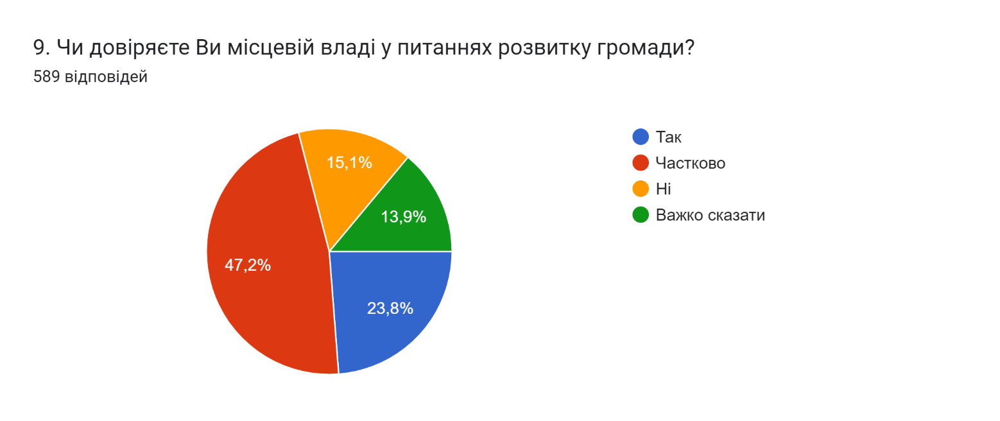 9. Чи довіряєте Ви місцевій владі у питаннях розвитку громади?
589 відповідей
Так
Частково
Ні
Важко сказати
15,1%
13,9%
47,2%
23,8%